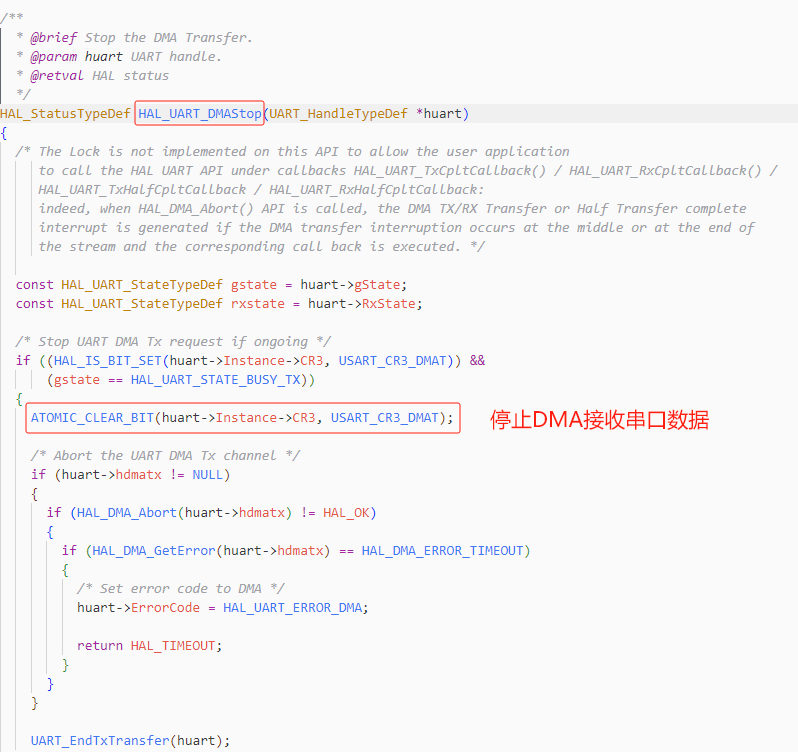 /**
  * @brief Stop the DMA Transfer.
  * @param huart UART handle.
  * @retval HAL status
  */
HAL_StatusTypeDef HAL_UART_DMAStop(UART_HandleTypeDef *huart)
{
  /* The Lock is not implemented on this API to allow the user application
     to call the HAL UART API under callbacks HAL_UART_TxCpltCallback() / HAL_UART_RxCpltCallback() /
     HAL_UART_TxHalfCpltCallback / HAL_UART_RxHalfCpltCallback:
     indeed, when HAL_DMA_Abort() API is called, the DMA TX/RX Transfer or Half Transfer complete
     interrupt is generated if the DMA transfer interruption occurs at the middle or at the end of
     the stream and the corresponding call back is executed. */
  const HAL_UART_StateTypeDef gstate = huart->gState;
  const HAL_UART_StateTypeDef rxstate = huart->RxState;
  /* Stop UART DMA Tx request if ongoing */
  if ((HAL_IS_BIT_SET(huart->Instance->CR3, USART_CR3_DMAT)) &&
      (gstate == HAL_UART_STATE_BUSY_TX))
  {
    ATOMIC_CLEAR_BIT(huart->Instance->CR3, USART_CR3_DMAT); 停止DMA接收串口数据
    /* Abort the UART DMA Tx channel */
    if (huart->hdmatx != NULL)
    {
      if (HAL_DMA_Abort(huart->hdmatx) != HAL_OK)
      {
        if (HAL_DMA_GetError(huart->hdmatx) == HAL_DMA_ERROR_TIMEOUT)
        {
          /* Set error code to DMA */
          huart->ErrorCode = HAL_UART_ERROR_DMA;
          return HAL_TIMEOUT;
        }
      }
    }
    UART_EndTxTransfer(huart);